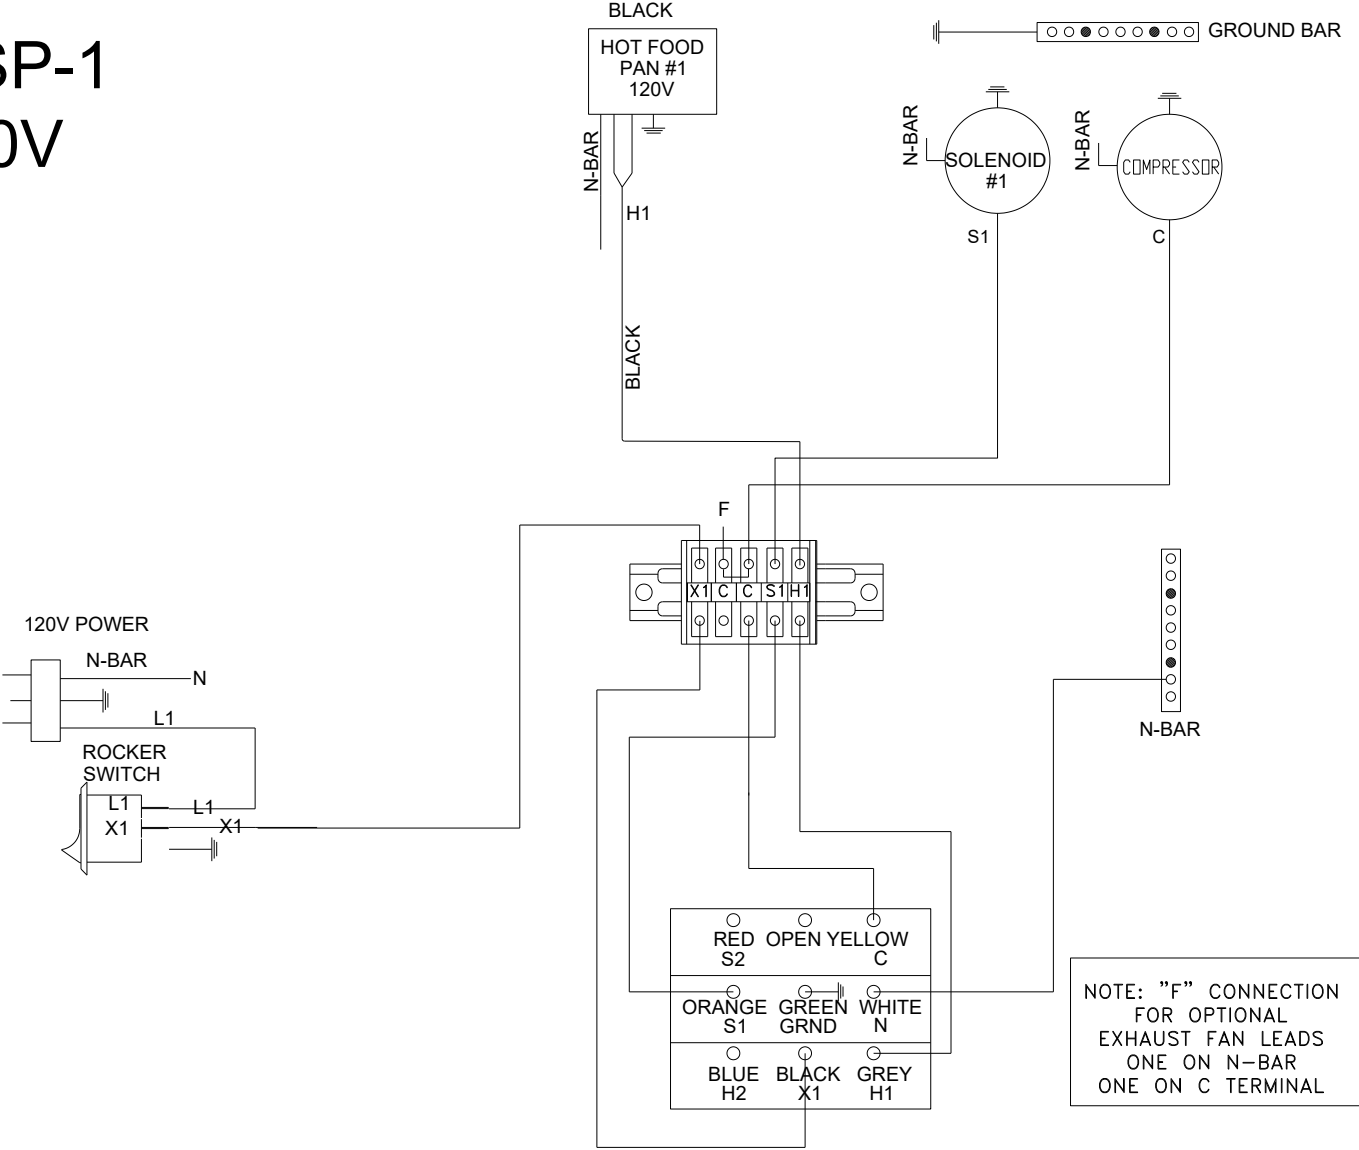 SP-1
0V
BLACK
HOT FOOD
PAN #1
120V
N-BAR
H1
BLACK
GROUND BAR
N-BAR
SOLENOID
#1
S1
N-BAR
COMPRESSOR
C
F
X1 C C S1 H1
120V POWER
N-BAR
N
L1
ROCKER
SWITCH
L1
X1
L1
X1
N-BAR
RED
S2
OPEN
YELLOW
C
ORANGE
S1
GREEN
GRND
WHITE
N
BLUE
H2
BLACK
X1
GREY
H1
NOTE: "F" CONNECTION
FOR OPTIONAL
EXHAUST FAN LEADS
ONE ON N-BAR
ONE ON C TERMINAL